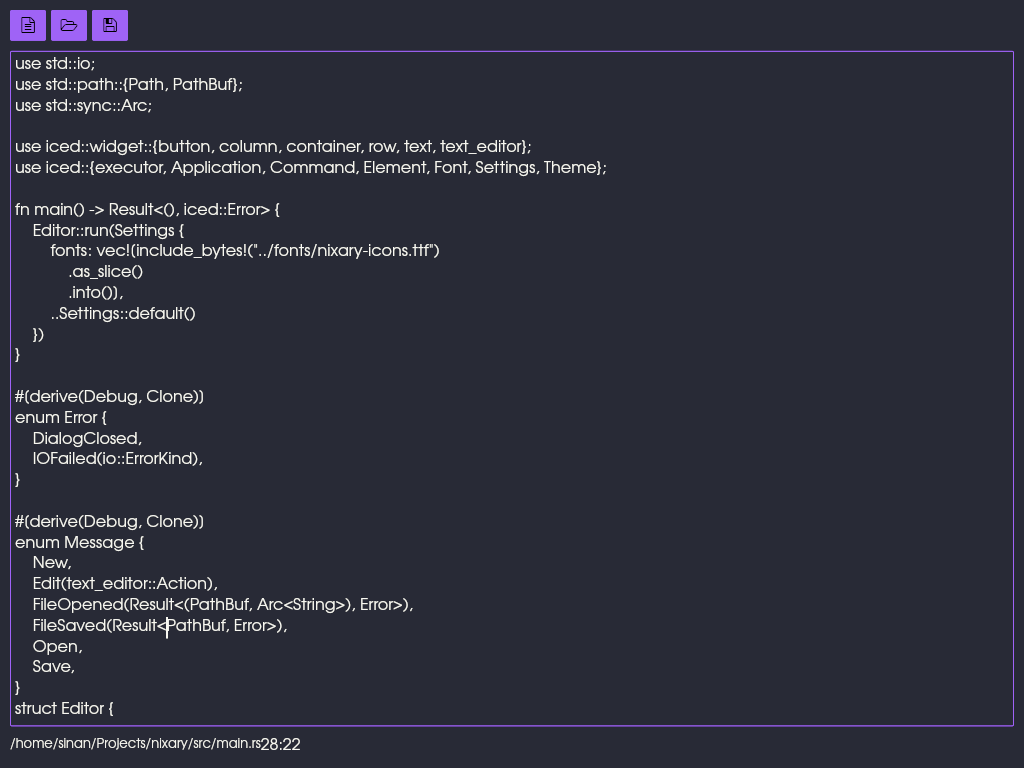 use std::io;
use std::path::{Path, PathBuf};
use std::sync::Arc;

use iced::widget::{button, column, container, row, text, text_editor};
use iced::{executor, Application, Command, Element, Font, Settings, Theme};

fn main() -> Result<(), iced::Error> {
    Editor::run(Settings {
        fonts: vec![include_bytes!("../fonts/nixary-icons.ttf")
            .as_slice()
            .into()],
        ..Settings::default()
    })
}

#[derive(Debug, Clone)]
enum Error {
    DialogClosed,
    IOFailed(io::ErrorKind),
}

#[derive(Debug, Clone)]
enum Message {
    New,
    Edit(text_editor::Action),
    FileOpened(Result<(PathBuf, Arc<String>), Error>),
    FileSaved(Result<PathBuf, Error>),
    Open,
    Save,
}
struct Editor {
/home/sinan/Projects/nixary/src/main.rs28:22